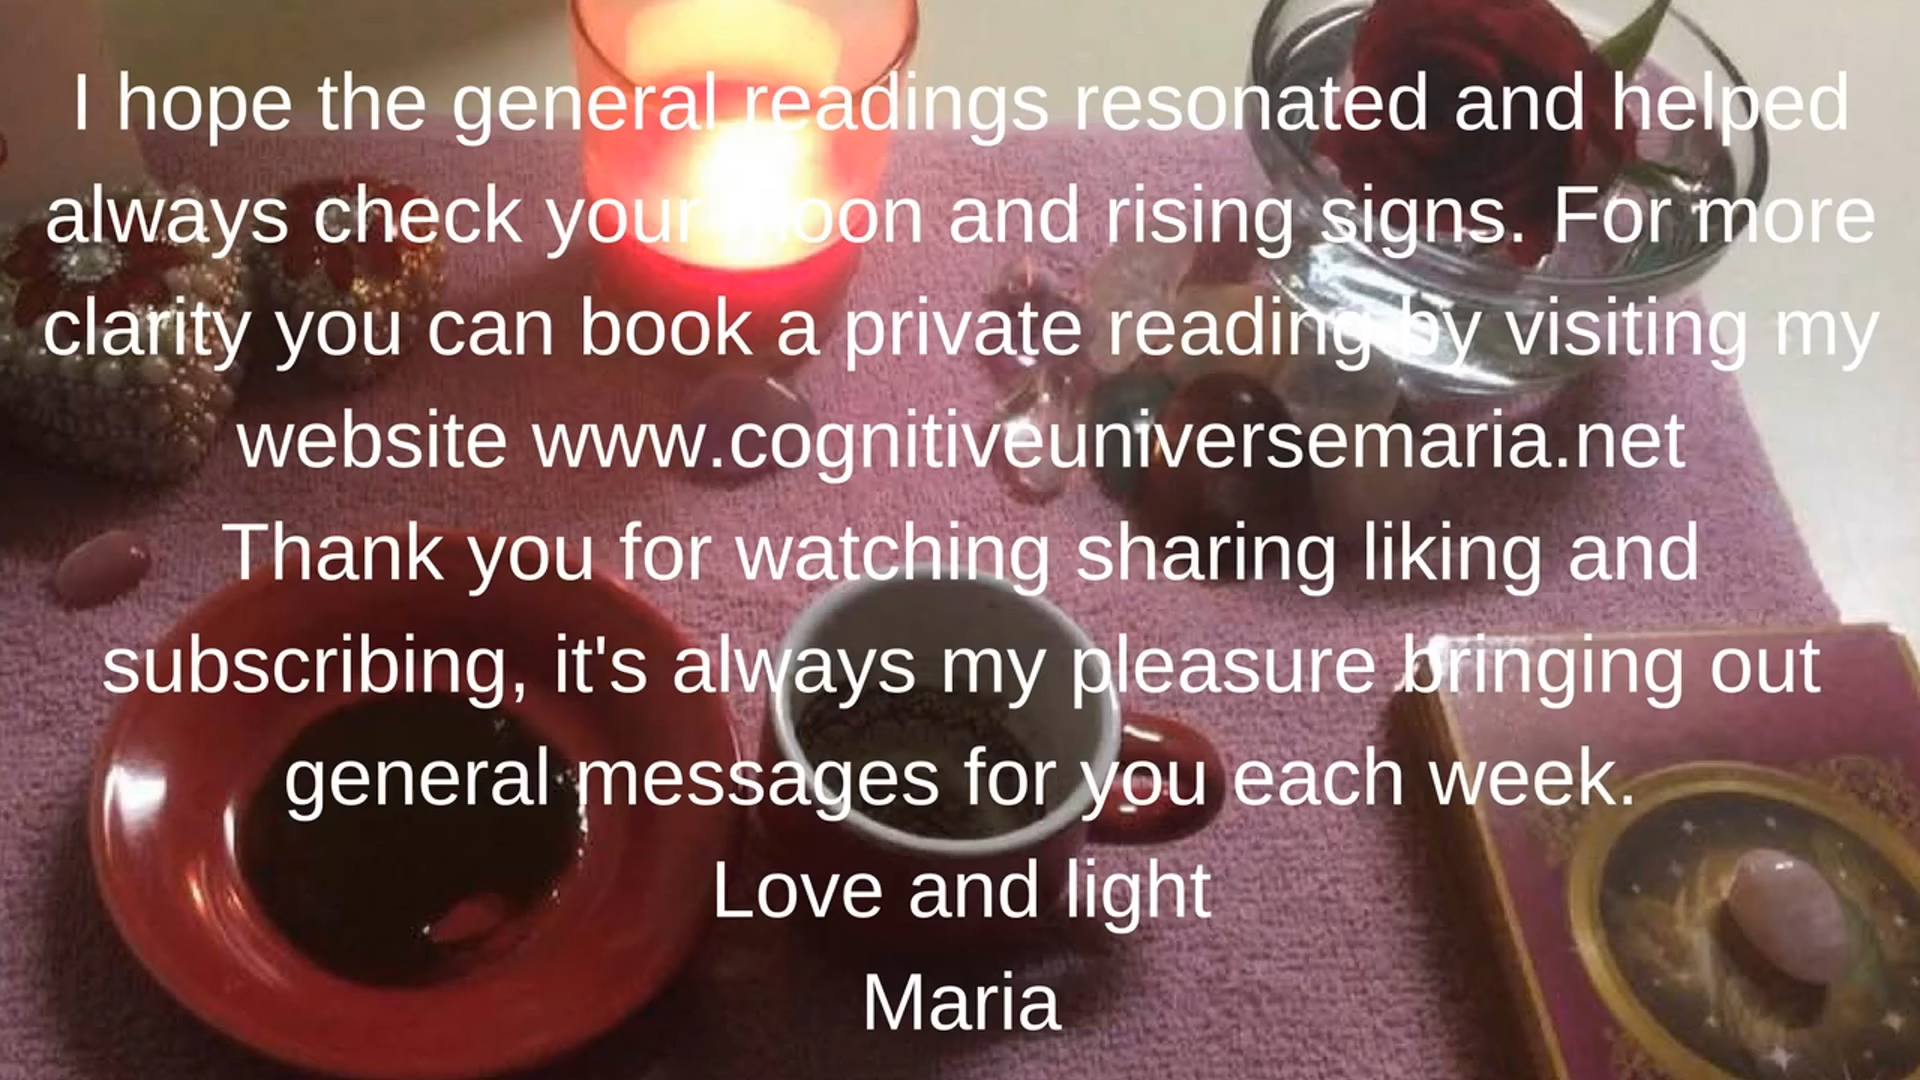 I hope the general readings resonated and helped
always check your moon and rising signs. For more
clarity you can book a private reading by visiting my
website www.cognitiveuniversemaria.net
Thank you for watching sharing liking and
subscribing, it's always my pleasure bringing out
general messages for you each week.
Love and light
Maria